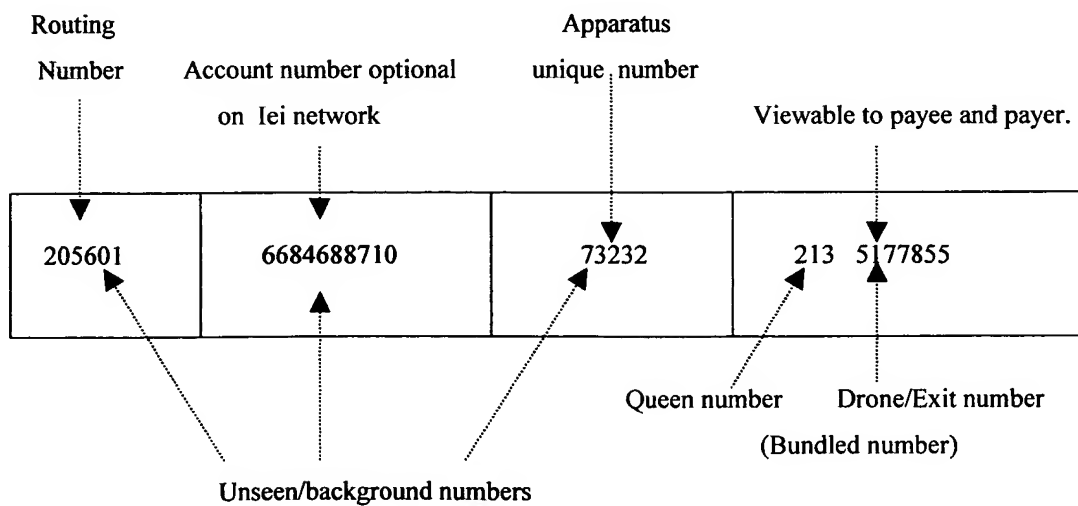 Routing
Number
Account number optional
on Iei network
Apparatus
unique number
Viewable to payee and payer.
205601
6684688710
73232
213 5177855
Queen number
Drone/Exit number
(Bundled number)
Unseen/background numbers